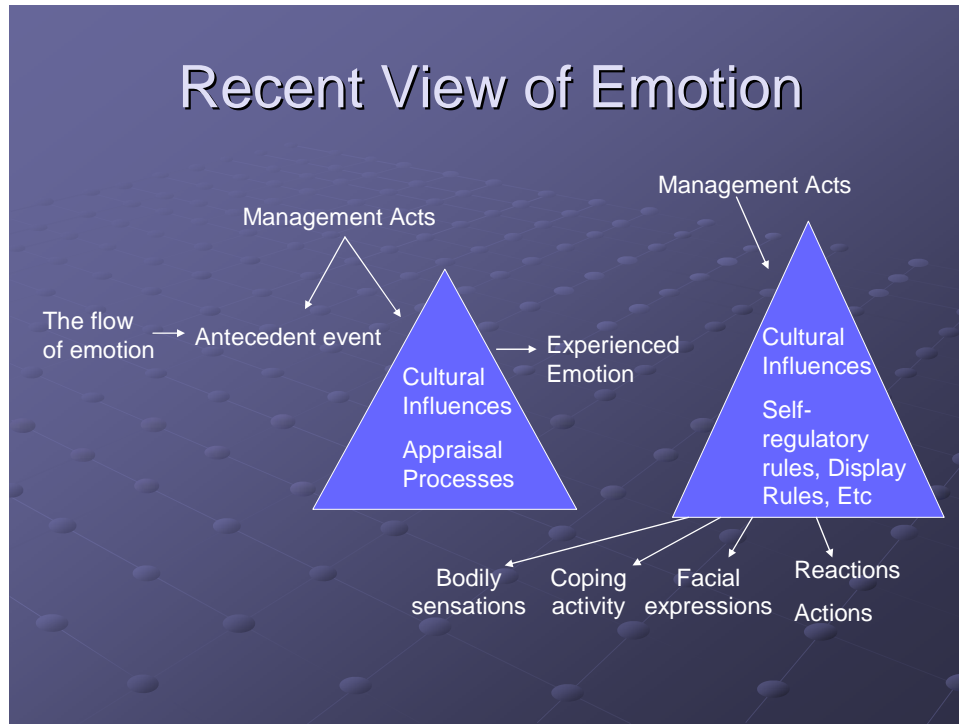 Recent View of Emotion
Management Acts
Management Acts
The flow
of emotion
Antecedent event
Cultural
Influences
Appraisal
Processes
Experienced
Emotion
Cultural
Influences
Self-
regulatory
rules, Display
Rules, Etc
Bodily
sensations
Coping
activity
Facial
expressions
Reactions
Actions